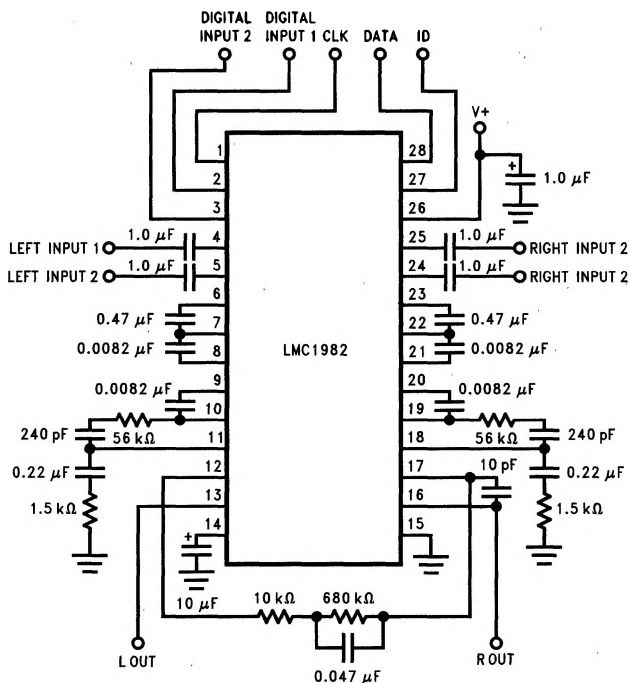 DIGITAL INPUT 2
DIGITAL INPUT 1
CLK
DATA
ID
V+
1.0 µF
1
28
2
27
3
26
LEFT INPUT 1
1.0 µF
4
25
1.0 µF
RIGHT INPUT 2
LEFT INPUT 2
1.0 µF
5
24
1.0 µF
RIGHT INPUT 2
6
23
0.47 µF
7
22
0.47 µF
0.0082 µF
8
21
0.0082 µF
LMC1982
0.0082 µF
9
20
0.0082 µF
10
19
240 pF
56 kΩ
11
18
56 kΩ
240 pF
0.22 µF
12
17
10 pF
0.22 µF
1.5 kΩ
13
16
1.5 kΩ
+
14
15
+
10 µF
10 kΩ
680 kΩ
0.047 µF
L OUT
R OUT